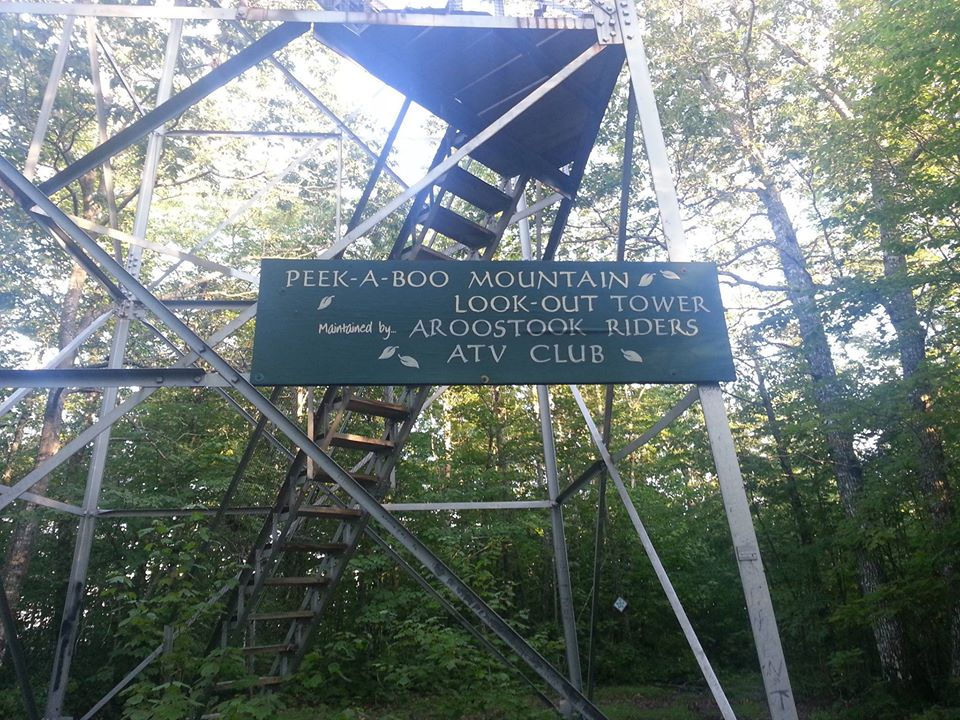 PEEK-A-BOO MOUNTAIN
LOOK-OUT TOWER
Maintained by... AROOSTOOK RIDERS
ATV CLUB